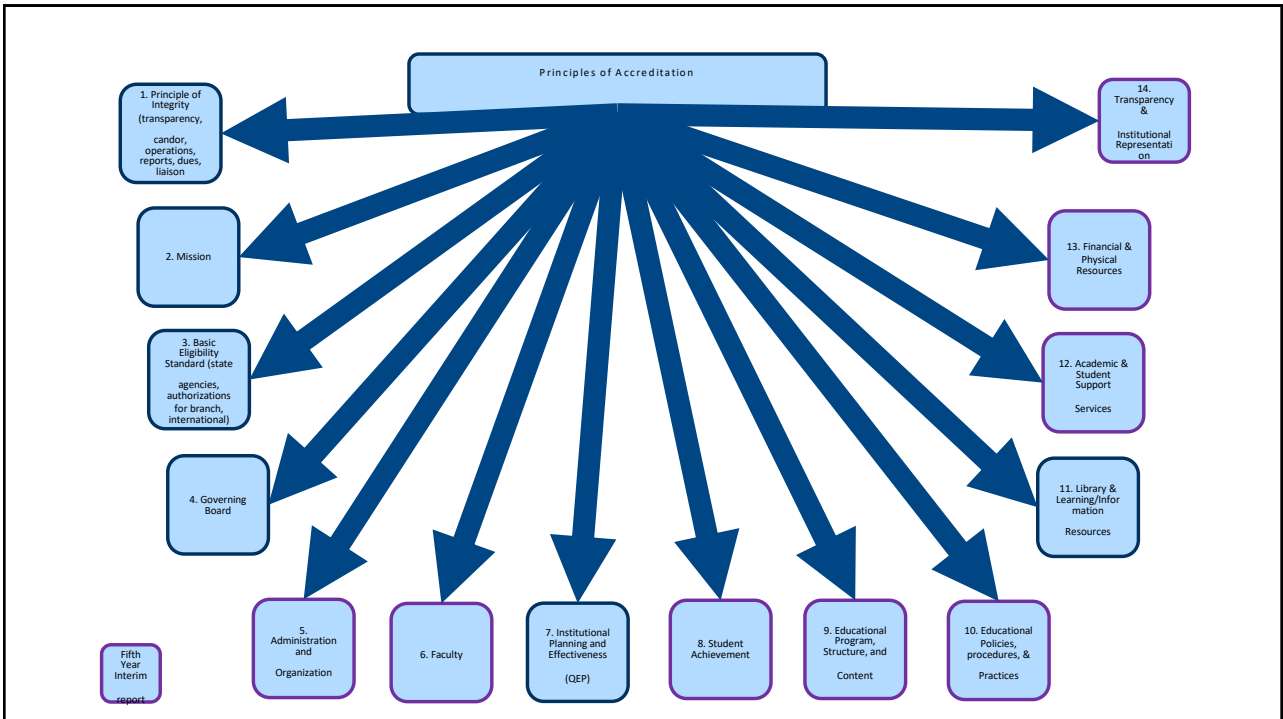 Principles of Accreditation
1. Principle of
Integrity
(transparency,
candor,
operations,
reports, dues,
liaison
2. Mission
3. Basic
Eligibility
Standard (state
agencies,
authorizations
for branch,
international)
4. Governing
Board
5.
Administration
and
Organization
6. Faculty
7. Institutional
Planning and
Effectiveness
(QEP)
8. Student
Achievement
9. Educational
Program,
Structure, and
Content
10. Educational
Policies,
procedures, &
Practices
11. Library &
Learning/Infor
mation
Resources
12. Academic &
Student
Support
Services
13. Financial &
Physical
Resources
14.
Transparency
&
Institutional
Representati
on
Fifth
Year
Interim
report